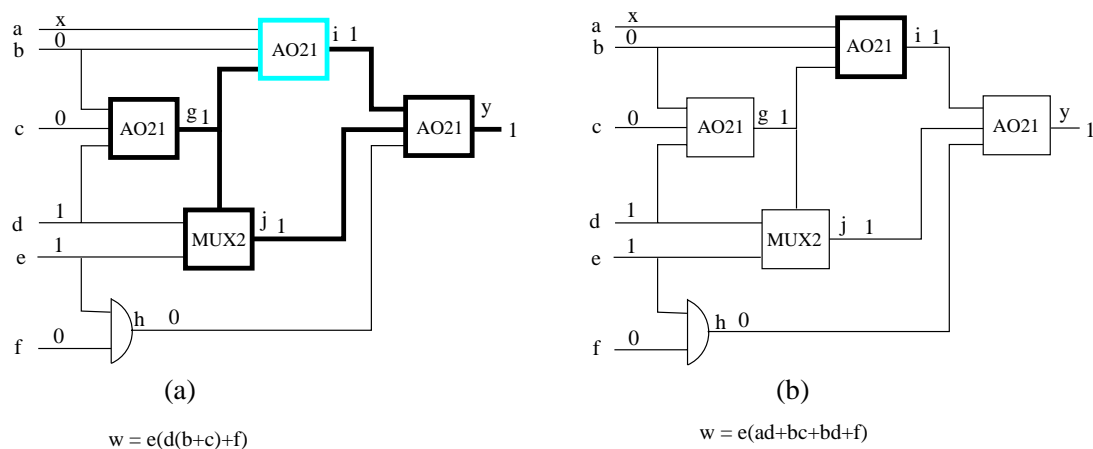 a x
b 0
AO21 i 1
c 0
AO21 g 1
AO21 y 1
d 1
MUX2 j 1
e 1
h 0
f 0
(a)
w = e(d(b+c)+f)
a x
b 0
AO21 i 1
c 0
AO21 g 1
AO21 y 1
d 1
MUX2 j 1
e 1
h 0
f 0
(b)
w = e(ad+bc+bd+f)